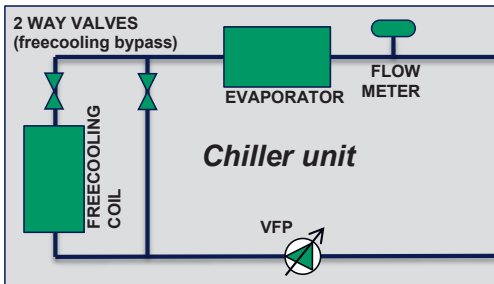 2 WAY VALVES
(freecooling bypass)
EVAPORATOR
FLOW
METER
FREECOOLING
COIL
Chiller unit
VFP